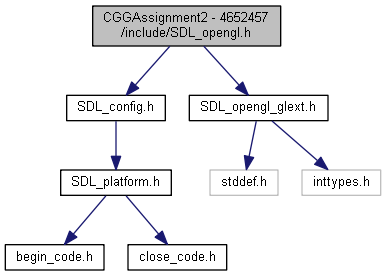 CGGAssignment2 - 4652457
/include/SDL_opengl.h
SDL_config.h
SDL_opengl_glext.h
SDL_platform.h
stddef.h
inttypes.h
begin_code.h
close_code.h